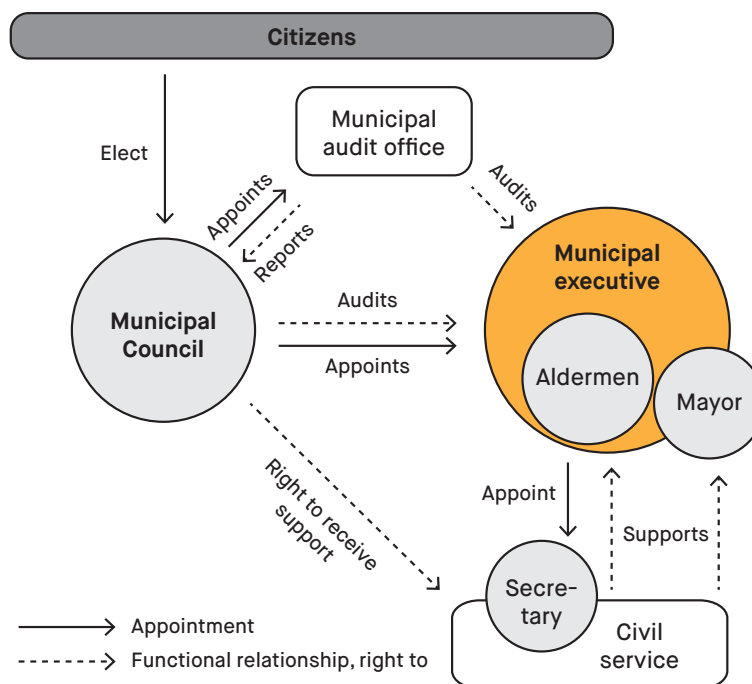 Citizens
Elect
Municipal
audit office
Appoints
Reports
Audits
Municipal
executive
Municipal
Council
Audits
Appoints
Aldermen
Mayor
Right to receive
support
Appoint
Supports
Secre-
tary
Civil
service
Appointment
Functional relationship, right to